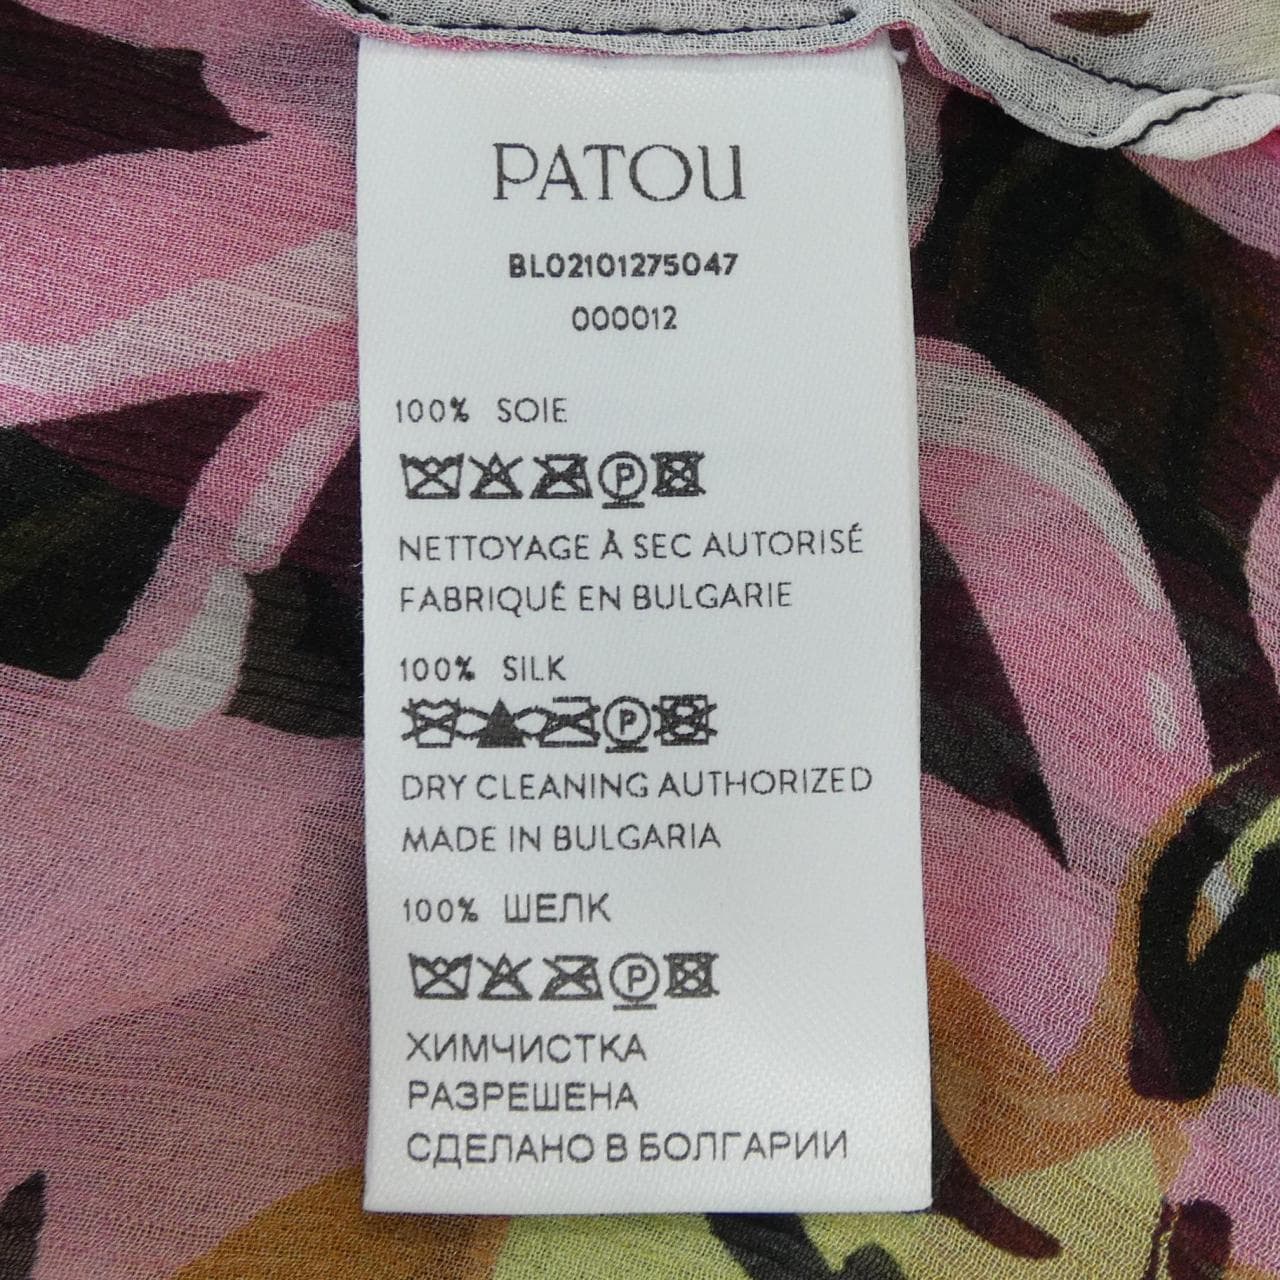 PATOU
BL02101275047
000012
100% SOIE
P
NETTOYAGE À SEC AUTORISÉ
FABRIQUÉ EN BULGARIE
100% SILK
P
DRY CLEANING AUTHORIZED
MADE IN BULGARIA
100% ШЕЛК
P
ХИМЧИСТКА
РАЗРЕШЕНА
СДЕЛАНО В БОЛГАРИИ